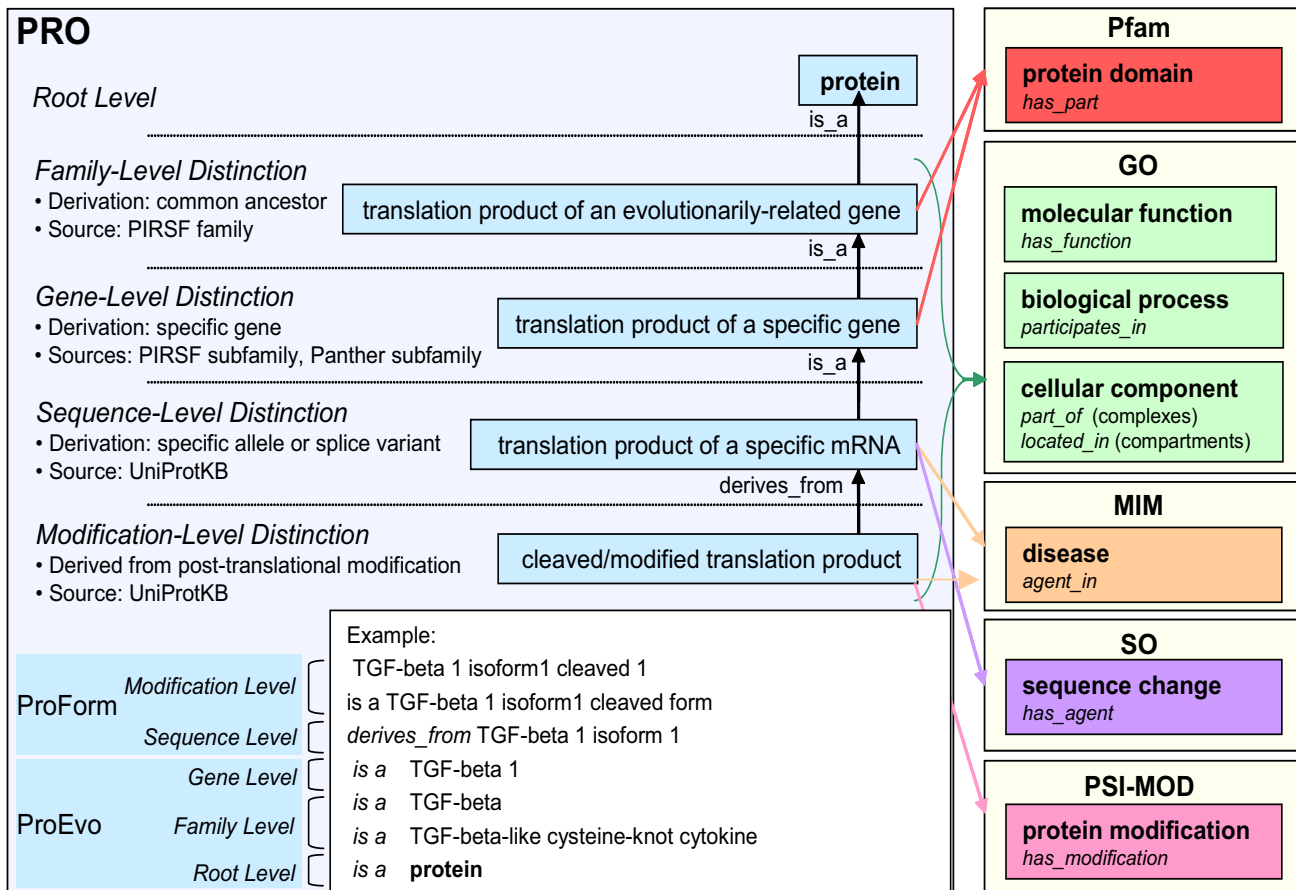 PRO
Root Level
protein
is_a
Family-Level Distinction
• Derivation: common ancestor
• Source: PIRSF family
translation product of an evolutionarily-related gene
is_a
Gene-Level Distinction
• Derivation: specific gene
• Sources: PIRSF subfamily, Panther subfamily
translation product of a specific gene
is_a
Sequence-Level Distinction
• Derivation: specific allele or splice variant
• Source: UniProtKB
translation product of a specific mRNA
derives_from
Modification-Level Distinction
• Derived from post-translational modification
• Source: UniProtKB
cleaved/modified translation product
ProForm
Modification Level
Sequence Level
ProEvo
Gene Level
Family Level
Root Level
Example:
TGF-beta 1 isoform1 cleaved 1
is a TGF-beta 1 isoform1 cleaved form
derives_from TGF-beta 1 isoform 1
is a TGF-beta 1
is a TGF-beta
is a TGF-beta-like cysteine-knot cytokine
is a protein
Pfam
protein domain
has_part
GO
molecular function
has_function
biological process
participates_in
cellular component
part_of (complexes)
located_in (compartments)
MIM
disease
agent_in
SO
sequence change
has_agent
PSI-MOD
protein modification
has_modification